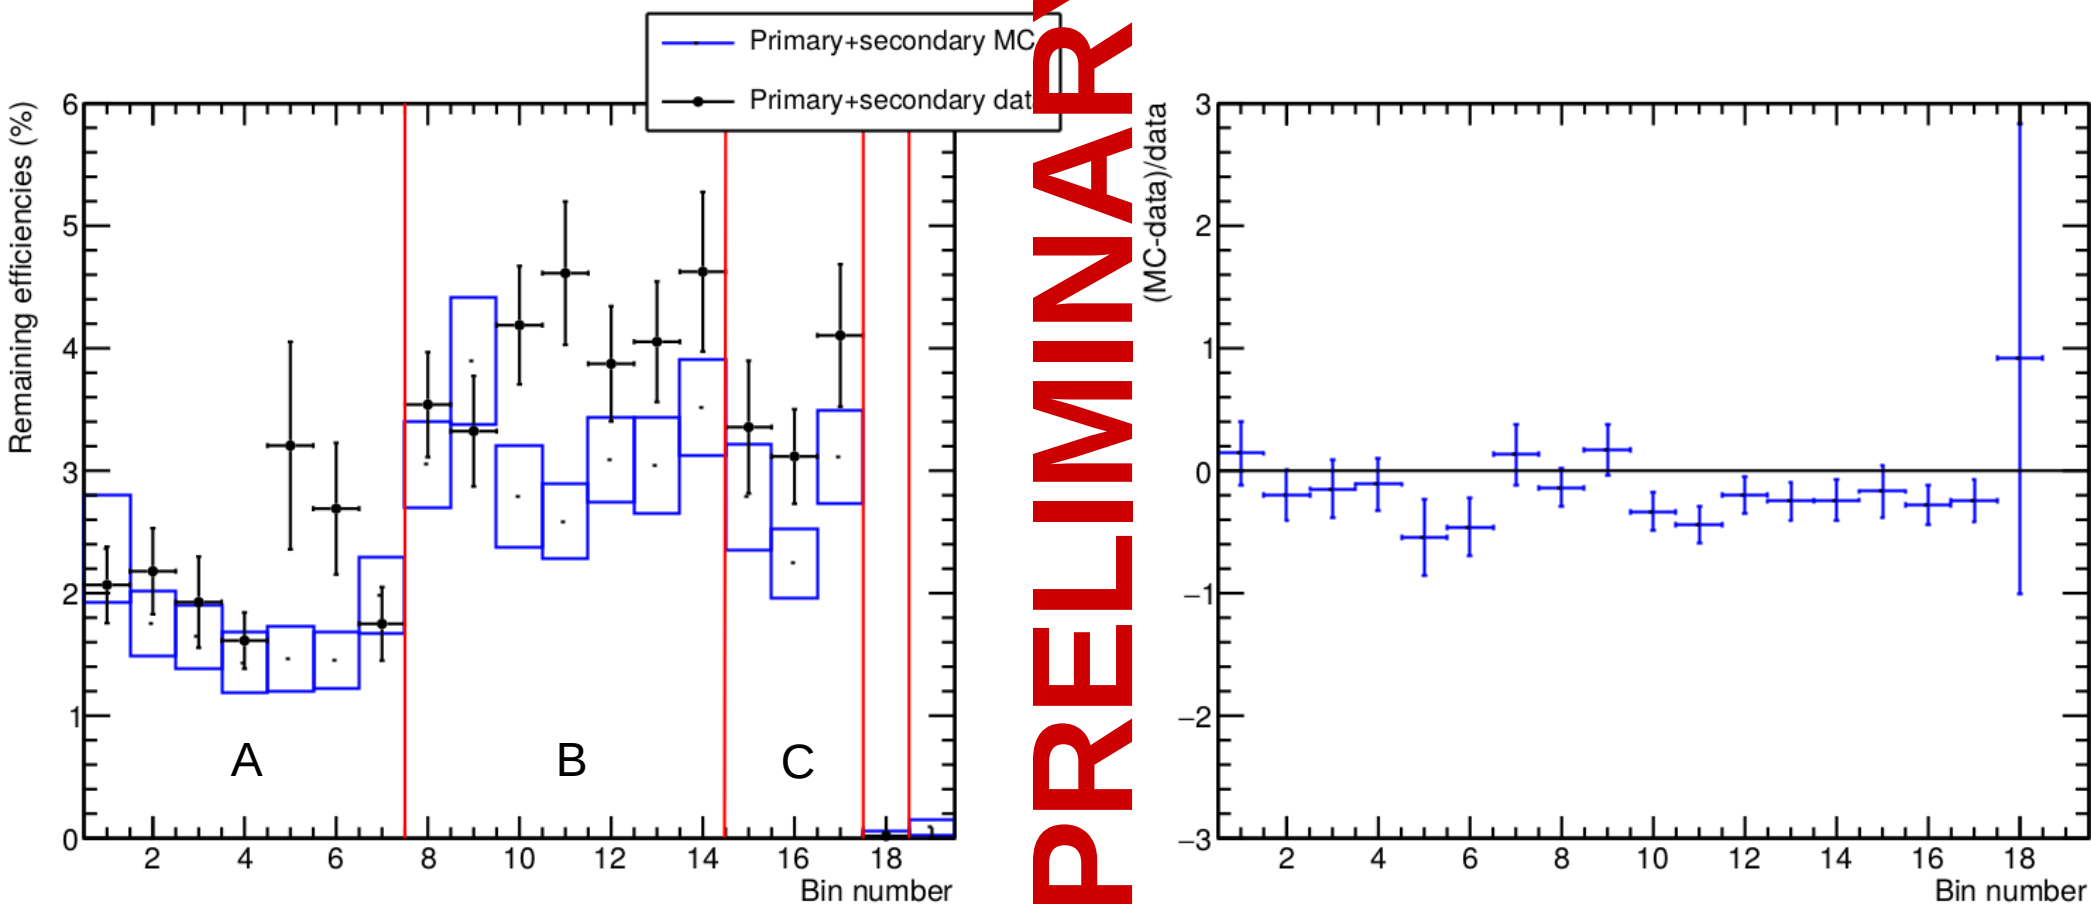 Primary+secondary MC
Primary+secondary dat
Remaining efficiencies (%)
6
5
4
3
2
1
0
A
B
C
2 4 6 8 10 12 14 16 18
Bin number
PRELIMINARY
(MC-data)/data
3
2
1
0
−1
−2
−3
2 4 6 8 10 12 14 16 18
Bin number